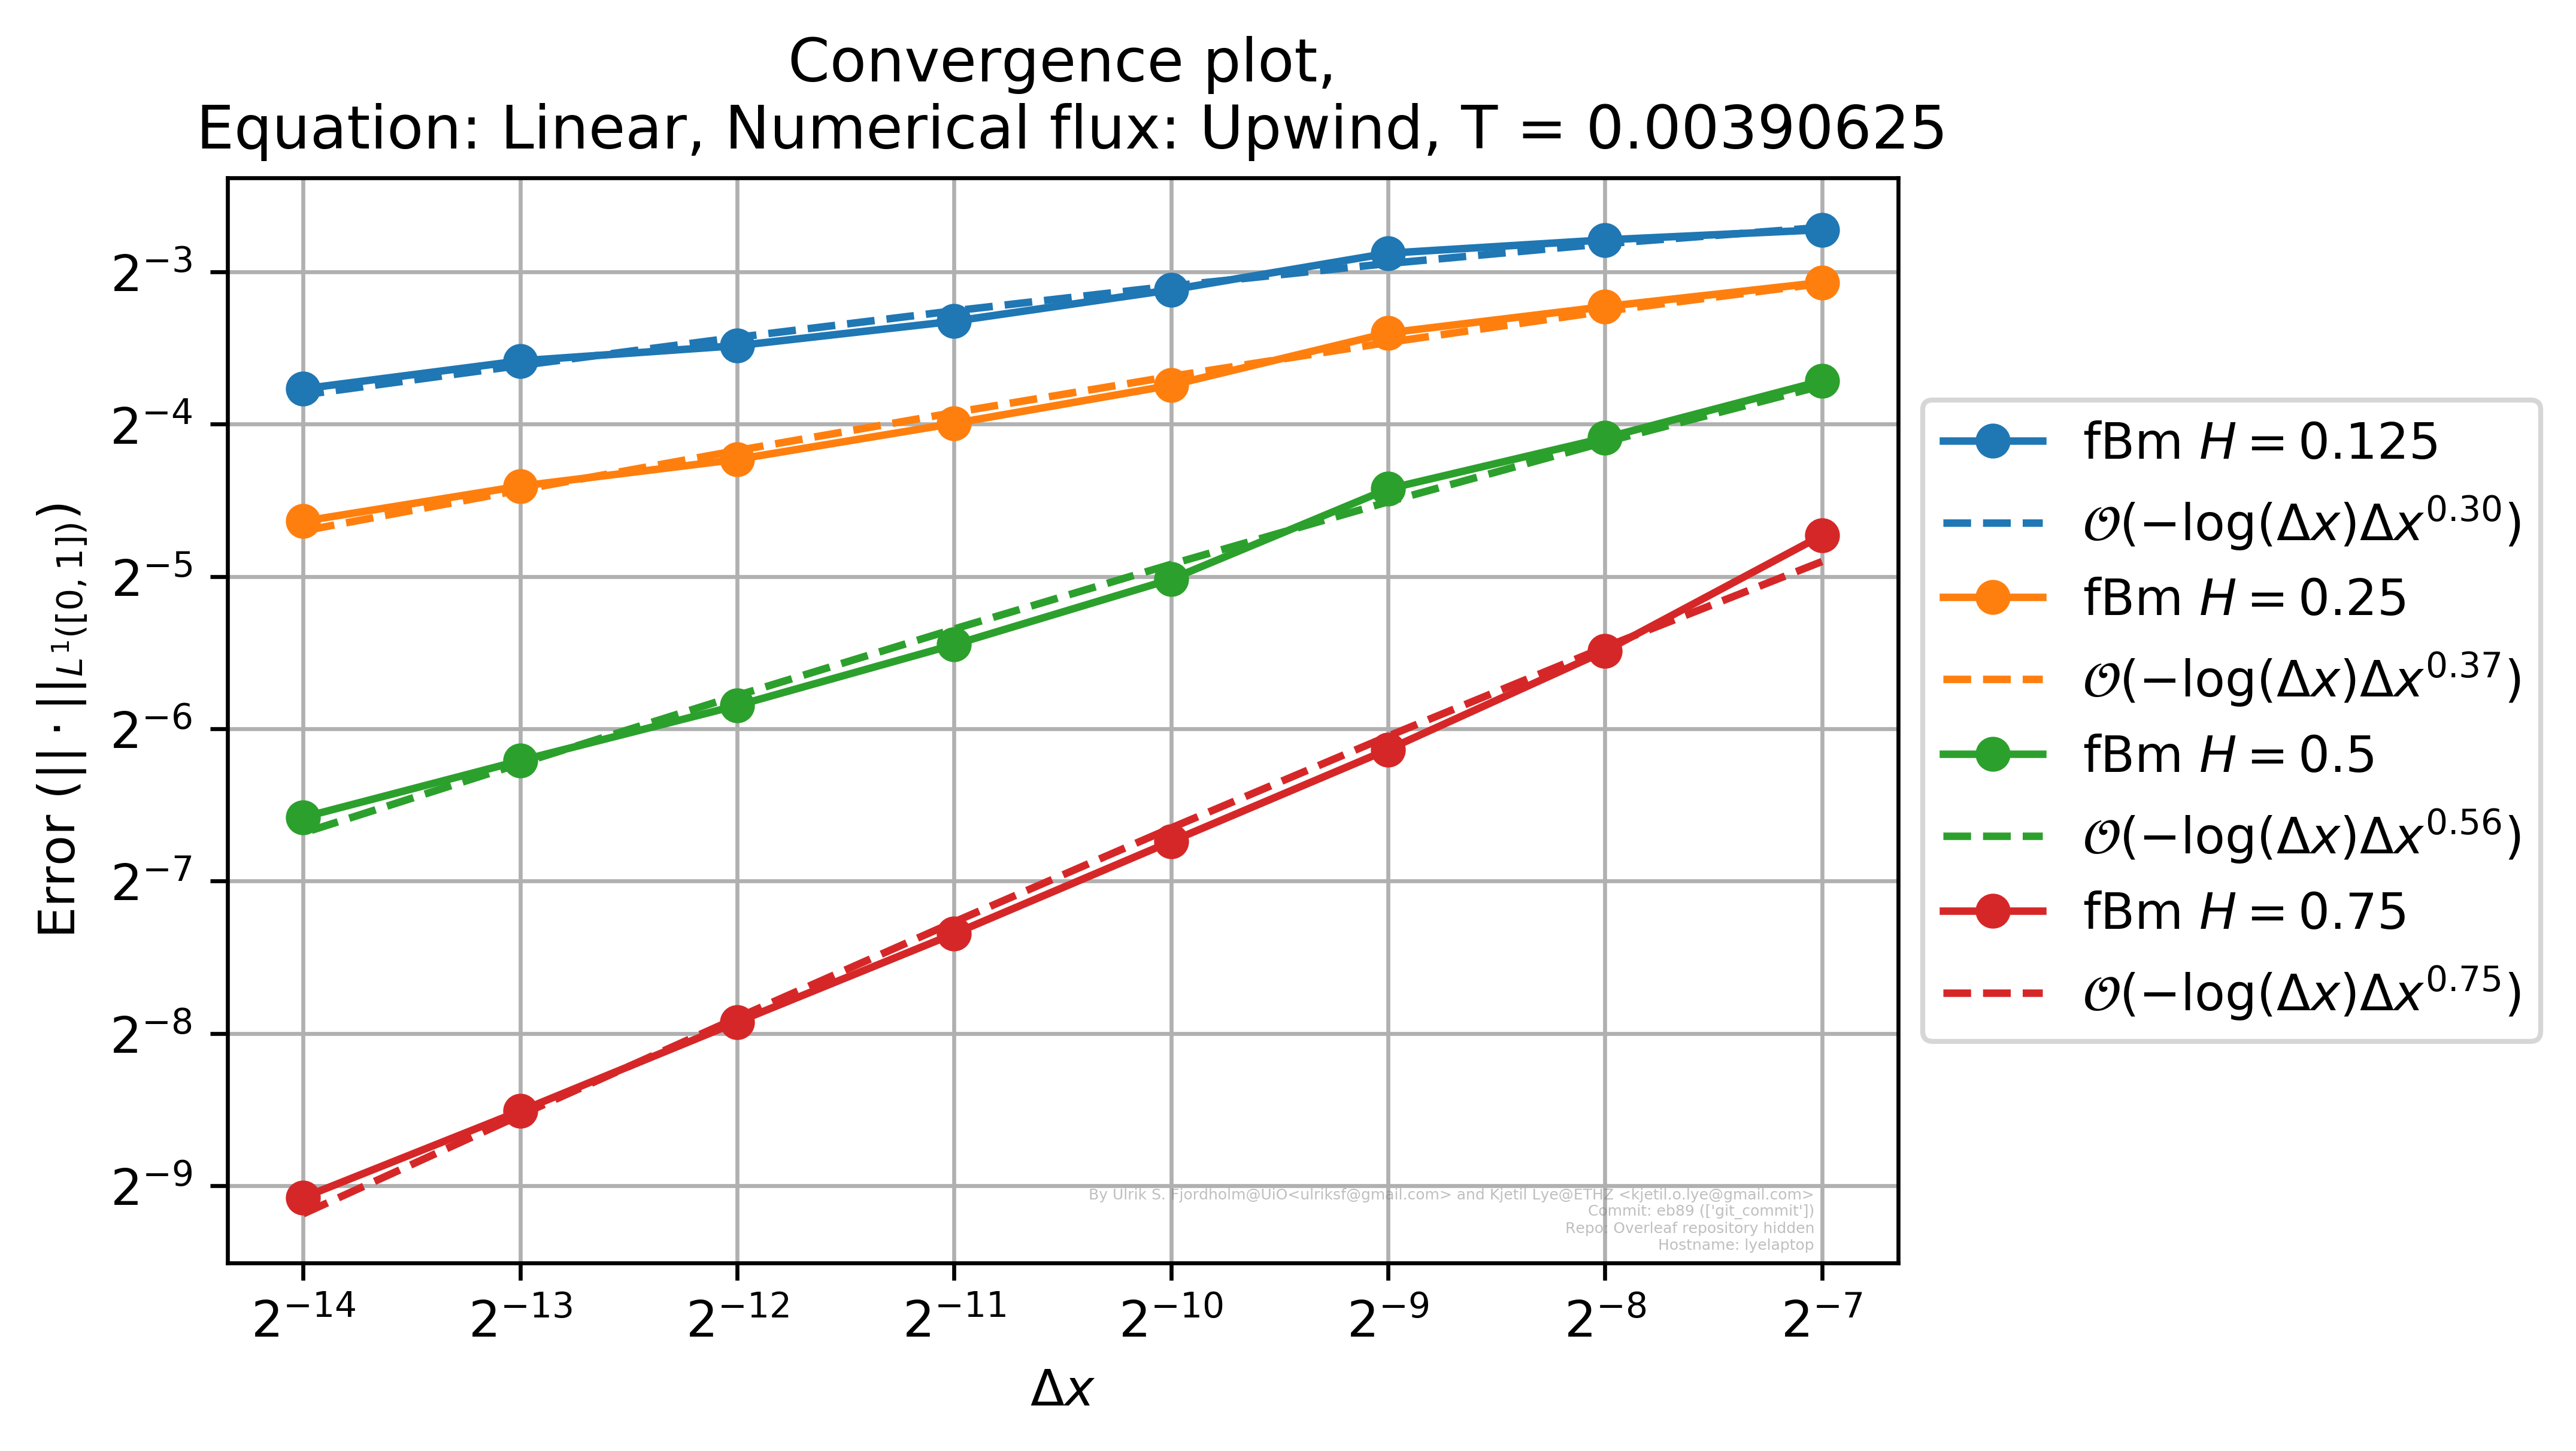 Convergence plot,
Equation: Linear, Numerical flux: Upwind, T = 0.00390625
Error (|| · ||_{L^1([0, 1])})
2^{−3}
2^{−4}
2^{−5}
2^{−6}
2^{−7}
2^{−8}
2^{−9}
2^{−14} 2^{−13} 2^{−12} 2^{−11} 2^{−10} 2^{−9} 2^{−8} 2^{−7}
Δx
fBm H = 0.125
𝒪(−log(Δx)Δx^{0.30})
fBm H = 0.25
𝒪(−log(Δx)Δx^{0.37})
fBm H = 0.5
𝒪(−log(Δx)Δx^{0.56})
fBm H = 0.75
𝒪(−log(Δx)Δx^{0.75})
By Ulrik S. Fjordholm@UiO<ulriksf@gmail.com> and Kjetil Lye@ETHZ <kjetil.o.lye@gmail.com>
Commit: eb89 (['git_commit'])
Repo: Overleaf repository hidden
Hostname: lyelaptop